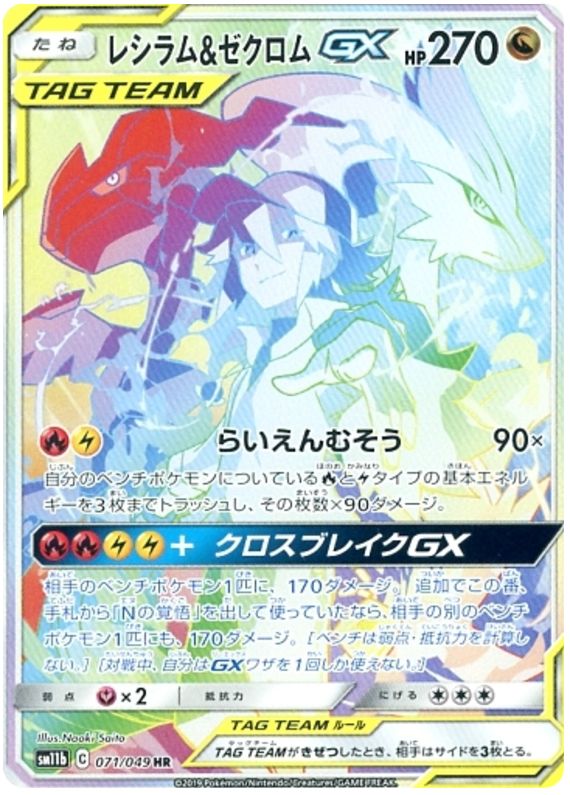 たね レシラム&ゼクロムGX HP270
TAG TEAM
らいえんむそう 90×
自分のベンチポケモンについている と タイプの基本エネル
ギーを3枚までトラッシュし、その枚数×90ダメージ。
+ クロスブレイクGX
相手のベンチポケモン1匹に、170ダメージ。追加でこの番、
手札から「Nの覚悟」を出して使っていたなら、相手の別のベンチ
ポケモン1匹にも、170ダメージ。[ベンチは弱点・抵抗力を計算し
ない。][対戦中、自分はGXワザを1回しか使えない。]
弱点 ×2 抵抗力 にげる
Illus.Naoki Saito
TAG TEAM ルール
sm11b C 071/049 HR
TAG TEAMがきぜつしたとき、相手はサイドを3枚とる。
©2019 Pokémon/Nintendo/Creatures/GAME FREAK.